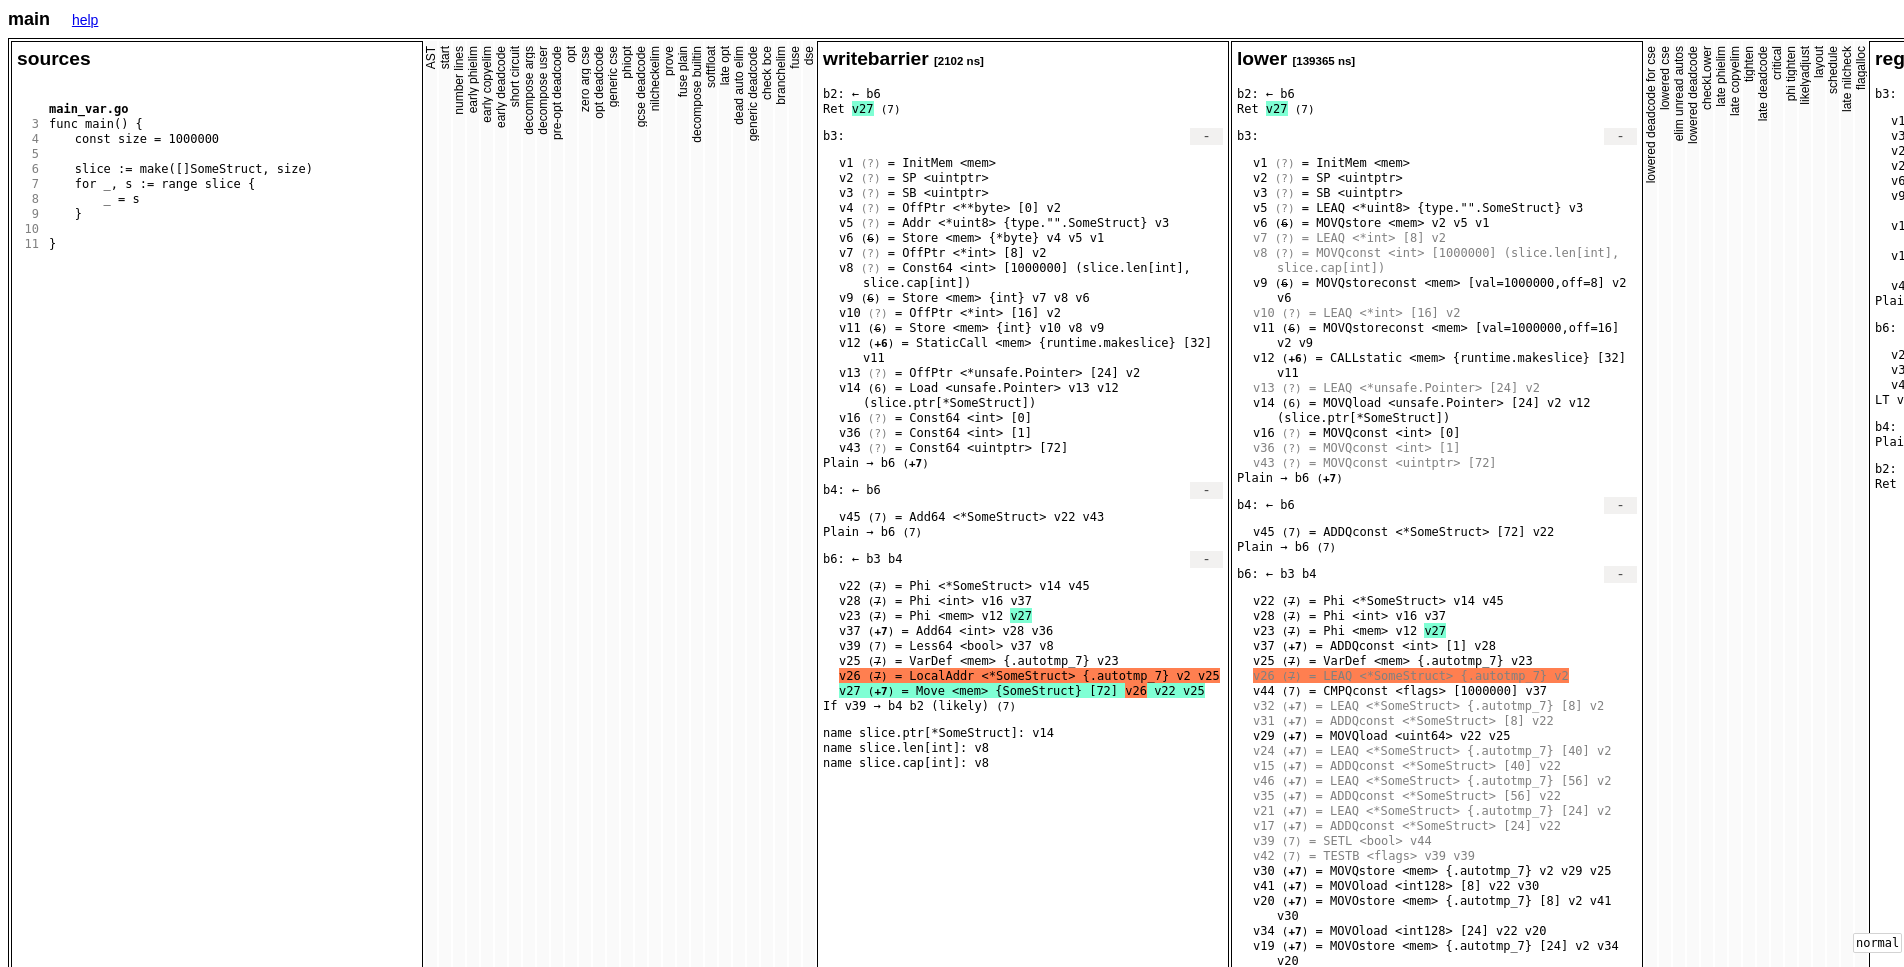 main help
sources
main_var.go
3 func main() {
4 const size = 1000000
5
6 slice := make([]SomeStruct, size)
7 for _, s := range slice {
8 _ = s
9 }
10
11 }
AST
start
number lines
early phielim
early copyelim
early deadcode
short circuit
decompose args
decompose user
pre-opt deadcode
opt
zero arg cse
opt deadcode
generic cse
phiopt
gcse deadcode
nilcheckelim
prove
fuse plain
decompose builtin
softfloat
late opt
dead auto elim
generic deadcode
check bce
branchelim
fuse
dse
writebarrier [2102 ns]
b2: ← b6
Ret v27 (7)
b3:
-
v1 (?) = InitMem <mem>
v2 (?) = SP <uintptr>
v3 (?) = SB <uintptr>
v4 (?) = OffPtr <**byte> [0] v2
v5 (?) = Addr <*uint8> {type."".SomeStruct} v3
v6 (6) = Store <mem> {*byte} v4 v5 v1
v7 (?) = OffPtr <*int> [8] v2
v8 (?) = Const64 <int> [1000000] (slice.len[int],
slice.cap[int])
v9 (6) = Store <mem> {int} v7 v8 v6
v10 (?) = OffPtr <*int> [16] v2
v11 (6) = Store <mem> {int} v10 v8 v9
v12 (+6) = StaticCall <mem> {runtime.makeslice} [32]
v11
v13 (?) = OffPtr <*unsafe.Pointer> [24] v2
v14 (6) = Load <unsafe.Pointer> v13 v12
(slice.ptr[*SomeStruct])
v16 (?) = Const64 <int> [0]
v36 (?) = Const64 <int> [1]
v43 (?) = Const64 <uintptr> [72]
Plain → b6 (+7)
b4: ← b6
-
v45 (7) = Add64 <*SomeStruct> v22 v43
Plain → b6 (7)
b6: ← b3 b4
-
v22 (7) = Phi <*SomeStruct> v14 v45
v28 (7) = Phi <int> v16 v37
v23 (7) = Phi <mem> v12 v27
v37 (+7) = Add64 <int> v28 v36
v39 (7) = Less64 <bool> v37 v8
v25 (7) = VarDef <mem> {.autotmp_7} v23
v26 (7) = LocalAddr <*SomeStruct> {.autotmp_7} v2 v25
v27 (+7) = Move <mem> {SomeStruct} [72] v26 v22 v25
If v39 → b4 b2 (likely) (7)
name slice.ptr[*SomeStruct]: v14
name slice.len[int]: v8
name slice.cap[int]: v8
lower [139365 ns]
b2: ← b6
Ret v27 (7)
b3:
-
v1 (?) = InitMem <mem>
v2 (?) = SP <uintptr>
v3 (?) = SB <uintptr>
v5 (?) = LEAQ <*uint8> {type."".SomeStruct} v3
v6 (6) = MOVQstore <mem> v2 v5 v1
v7 (?) = LEAQ <*int> [8] v2
v8 (?) = MOVQconst <int> [1000000] (slice.len[int],
slice.cap[int])
v9 (6) = MOVQstoreconst <mem> [val=1000000,off=8] v2
v6
v10 (?) = LEAQ <*int> [16] v2
v11 (6) = MOVQstoreconst <mem> [val=1000000,off=16]
v2 v9
v12 (+6) = CALLstatic <mem> {runtime.makeslice} [32]
v11
v13 (?) = LEAQ <*unsafe.Pointer> [24] v2
v14 (6) = MOVQload <unsafe.Pointer> [24] v2 v12
(slice.ptr[*SomeStruct])
v16 (?) = MOVQconst <int> [0]
v36 (?) = MOVQconst <int> [1]
v43 (?) = MOVQconst <uintptr> [72]
Plain → b6 (+7)
b4: ← b6
-
v45 (7) = ADDQconst <*SomeStruct> [72] v22
Plain → b6 (7)
b6: ← b3 b4
-
v22 (7) = Phi <*SomeStruct> v14 v45
v28 (7) = Phi <int> v16 v37
v23 (7) = Phi <mem> v12 v27
v37 (+7) = ADDQconst <int> [1] v28
v25 (7) = VarDef <mem> {.autotmp_7} v23
v26 (7) = LEAQ <*SomeStruct> {.autotmp_7} v2
v44 (7) = CMPQconst <flags> [1000000] v37
v32 (+7) = LEAQ <*SomeStruct> {.autotmp_7} [8] v2
v31 (+7) = ADDQconst <*SomeStruct> [8] v22
v29 (+7) = MOVQload <uint64> v22 v25
v24 (+7) = LEAQ <*SomeStruct> {.autotmp_7} [40] v2
v15 (+7) = ADDQconst <*SomeStruct> [40] v22
v46 (+7) = LEAQ <*SomeStruct> {.autotmp_7} [56] v2
v35 (+7) = ADDQconst <*SomeStruct> [56] v22
v21 (+7) = LEAQ <*SomeStruct> {.autotmp_7} [24] v2
v17 (+7) = ADDQconst <*SomeStruct> [24] v22
v39 (7) = SETL <bool> v44
v42 (7) = TESTB <flags> v39 v39
v30 (+7) = MOVQstore <mem> {.autotmp_7} v2 v29 v25
v41 (+7) = MOVOload <int128> [8] v22 v30
v20 (+7) = MOVOstore <mem> {.autotmp_7} [8] v2 v41
v30
v34 (+7) = MOVOload <int128> [24] v22 v20
v19 (+7) = MOVOstore <mem> {.autotmp_7} [24] v2 v34
v20
lowered deadcode for cse
lowered cse
elim unread autos
lowered deadcode
checkLower
late phielim
late copyelim
tighten
late deadcode
critical
phi tighten
likelyadjust
layout
schedule
late nilcheck
flagalloc
reg
b3:
v1
v3
v2
v2
v6
v9
v1
v1
v4
Plai
b6:
v2
v3
v4
LT v
b4:
Plai
b2:
Ret
normal